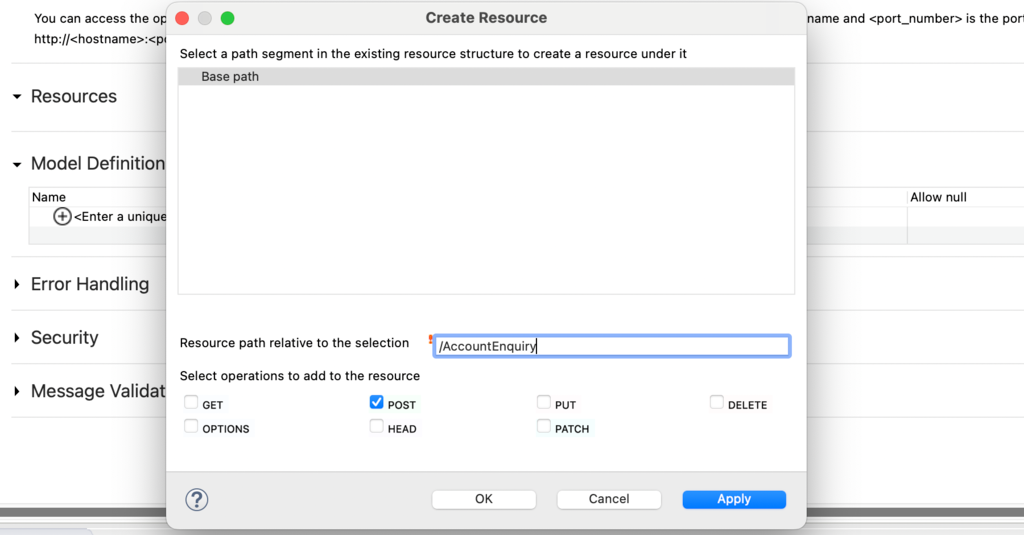 Create Resource
You can access the op
name and <port_number> is the port
http://<hostname>:<po
Select a path segment in the existing resource structure to create a resource under it
Base path
Resources
Model Definition
Name
Allow null
<Enter a unique
Error Handling
Security
Message Validat
Resource path relative to the selection
/AccountEnquiry
Select operations to add to the resource
GET POST PUT DELETE
OPTIONS HEAD PATCH
? OK Cancel Apply